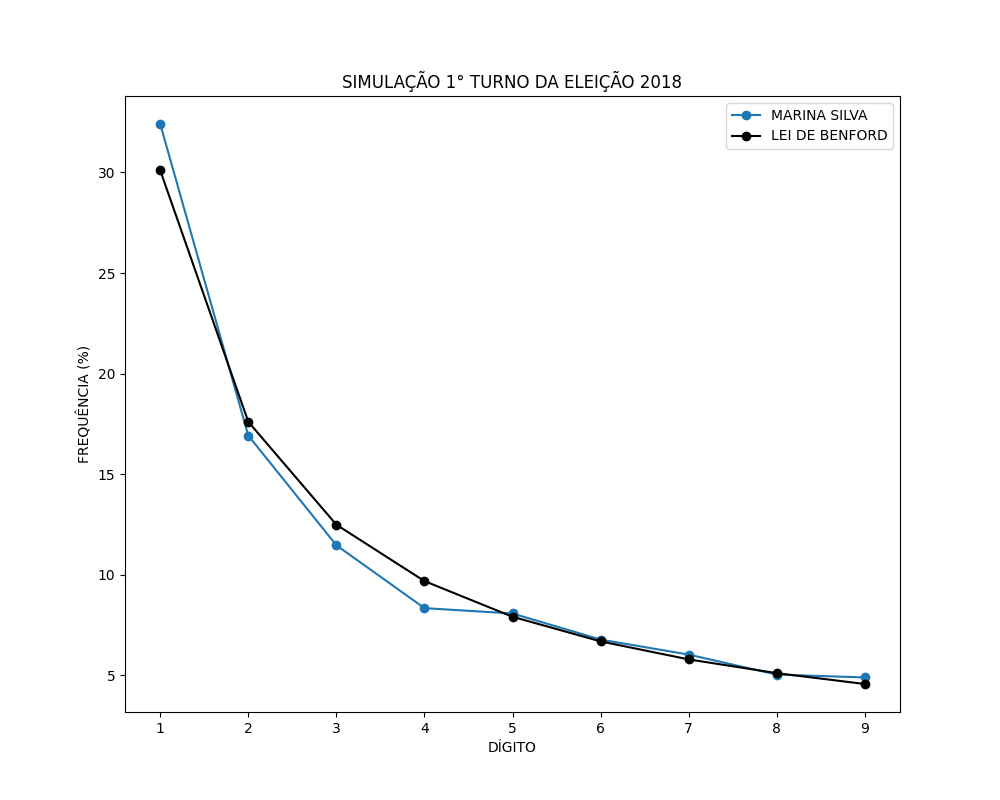 SIMULAÇÃO 1° TURNO DA ELEIÇÃO 2018
MARINA SILVA
LEI DE BENFORD
FREQUÊNCIA (%)
30
25
20
15
10
5
1 2 3 4 5 6 7 8 9
DÍGITO